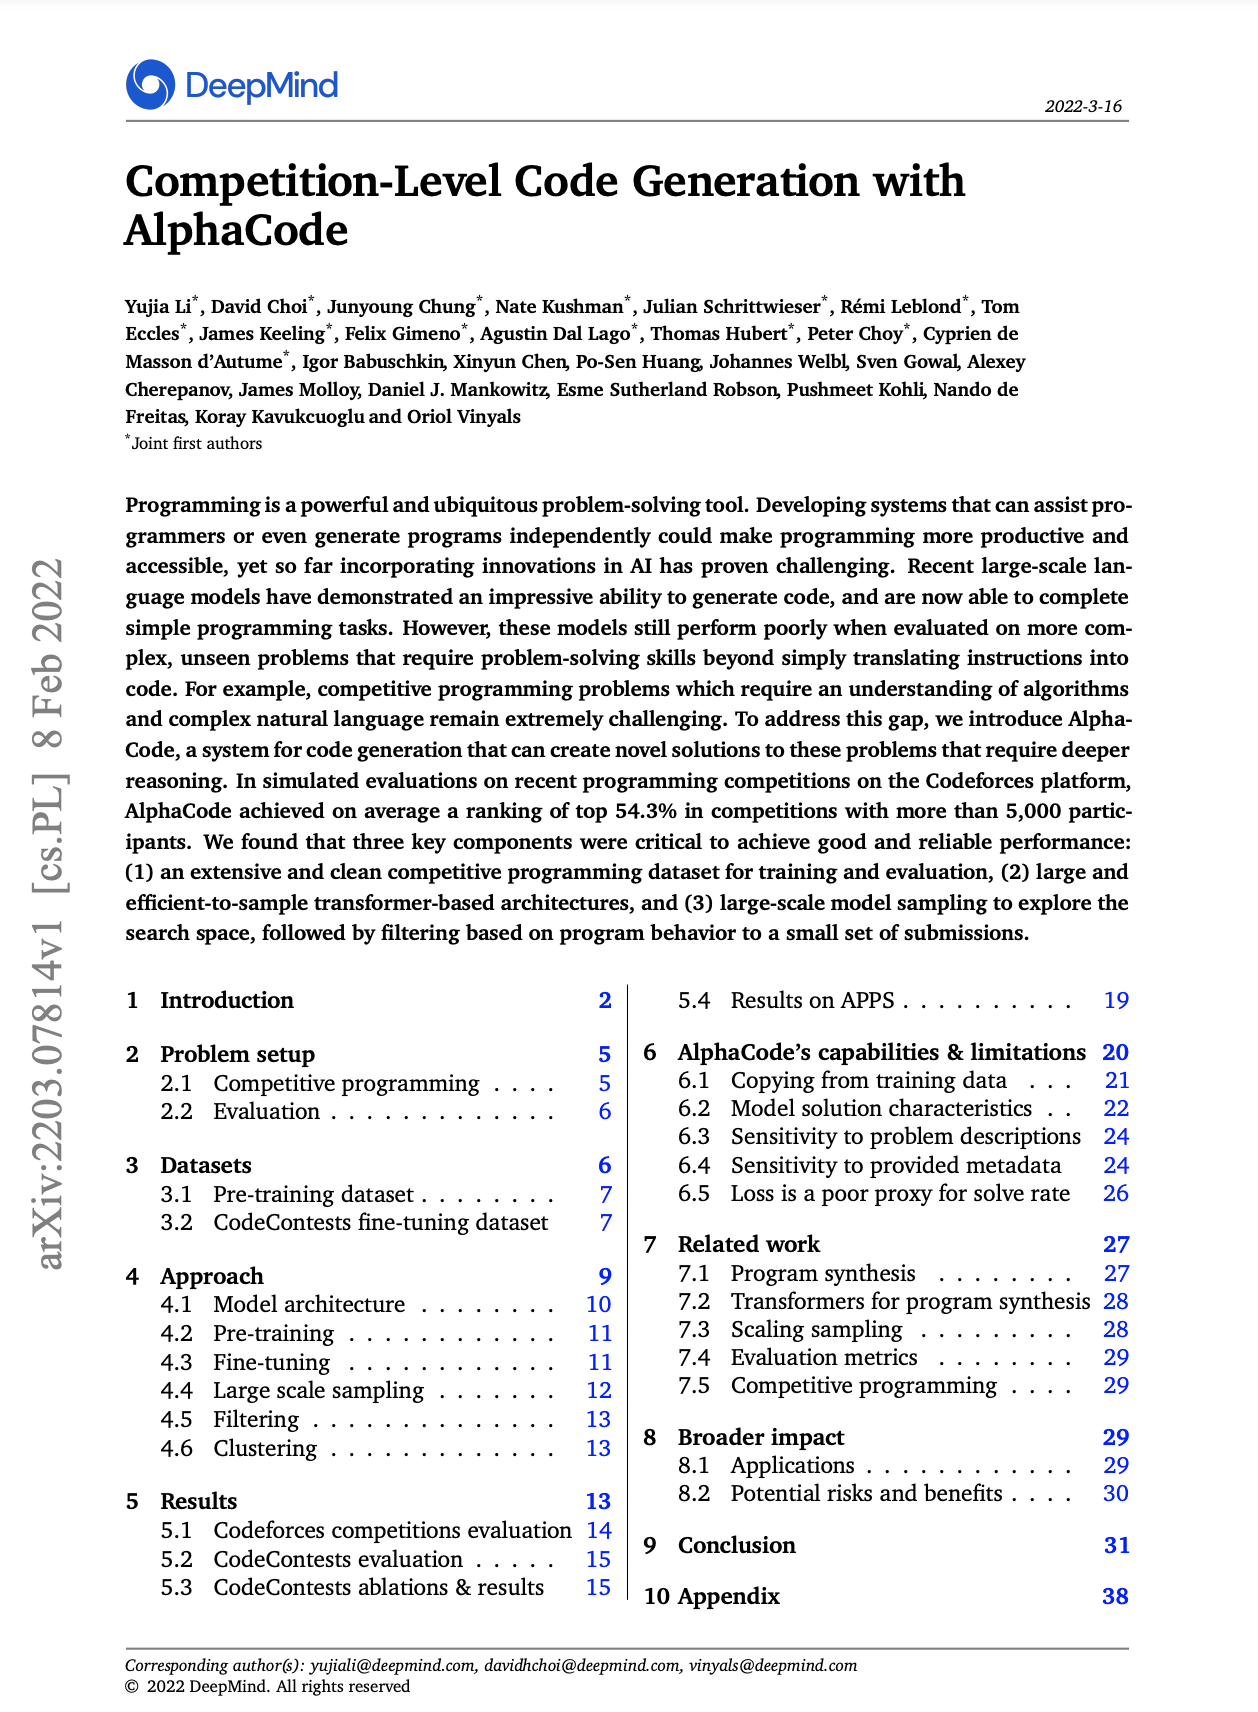 DeepMind
2022-3-16
Competition-Level Code Generation with
AlphaCode
Yujia Li*, David Choi*, Junyoung Chung*, Nate Kushman*, Julian Schrittwieser*, Rémi Leblond*, Tom
Eccles*, James Keeling*, Felix Gimeno*, Agustin Dal Lago*, Thomas Hubert*, Peter Choy*, Cyprien de
Masson d'Autume*, Igor Babuschkin, Xinyun Chen, Po-Sen Huang, Johannes Welbl, Sven Gowal, Alexey
Cherepanov, James Molloy, Daniel J. Mankowitz, Esme Sutherland Robson, Pushmeet Kohli, Nando de
Freitas, Koray Kavukcuoglu and Oriol Vinyals
*Joint first authors
Programming is a powerful and ubiquitous problem-solving tool. Developing systems that can assist pro-
grammers or even generate programs independently could make programming more productive and
accessible, yet so far incorporating innovations in AI has proven challenging. Recent large-scale lan-
guage models have demonstrated an impressive ability to generate code, and are now able to complete
simple programming tasks. However, these models still perform poorly when evaluated on more com-
plex, unseen problems that require problem-solving skills beyond simply translating instructions into
code. For example, competitive programming problems which require an understanding of algorithms
and complex natural language remain extremely challenging. To address this gap, we introduce Alpha-
Code, a system for code generation that can create novel solutions to these problems that require deeper
reasoning. In simulated evaluations on recent programming competitions on the Codeforces platform,
AlphaCode achieved on average a ranking of top 54.3% in competitions with more than 5,000 partic-
ipants. We found that three key components were critical to achieve good and reliable performance:
(1) an extensive and clean competitive programming dataset for training and evaluation, (2) large and
efficient-to-sample transformer-based architectures, and (3) large-scale model sampling to explore the
search space, followed by filtering based on program behavior to a small set of submissions.
1 Introduction 2
2 Problem setup 5
2.1 Competitive programming . . . . 5
2.2 Evaluation . . . . . . . . . . . . . 6
3 Datasets 6
3.1 Pre-training dataset . . . . . . . . 7
3.2 CodeContests fine-tuning dataset 7
4 Approach 9
4.1 Model architecture . . . . . . . . 10
4.2 Pre-training . . . . . . . . . . . . 11
4.3 Fine-tuning . . . . . . . . . . . . 11
4.4 Large scale sampling . . . . . . . 12
4.5 Filtering . . . . . . . . . . . . . . 13
4.6 Clustering . . . . . . . . . . . . . 13
5 Results 13
5.1 Codeforces competitions evaluation 14
5.2 CodeContests evaluation . . . . . 15
5.3 CodeContests ablations & results 15
5.4 Results on APPS . . . . . . . . . . 19
6 AlphaCode's capabilities & limitations 20
6.1 Copying from training data . . . 21
6.2 Model solution characteristics . . 22
6.3 Sensitivity to problem descriptions 24
6.4 Sensitivity to provided metadata 24
6.5 Loss is a poor proxy for solve rate 26
7 Related work 27
7.1 Program synthesis . . . . . . . . 27
7.2 Transformers for program synthesis 28
7.3 Scaling sampling . . . . . . . . . 28
7.4 Evaluation metrics . . . . . . . . 29
7.5 Competitive programming . . . . 29
8 Broader impact 29
8.1 Applications . . . . . . . . . . . . 29
8.2 Potential risks and benefits . . . . 30
9 Conclusion 31
10 Appendix 38
Corresponding author(s): yujiali@deepmind.com, davidhchoi@deepmind.com, vinyals@deepmind.com
© 2022 DeepMind. All rights reserved
arXiv:2203.07814v1 [cs.PL] 8 Feb 2022